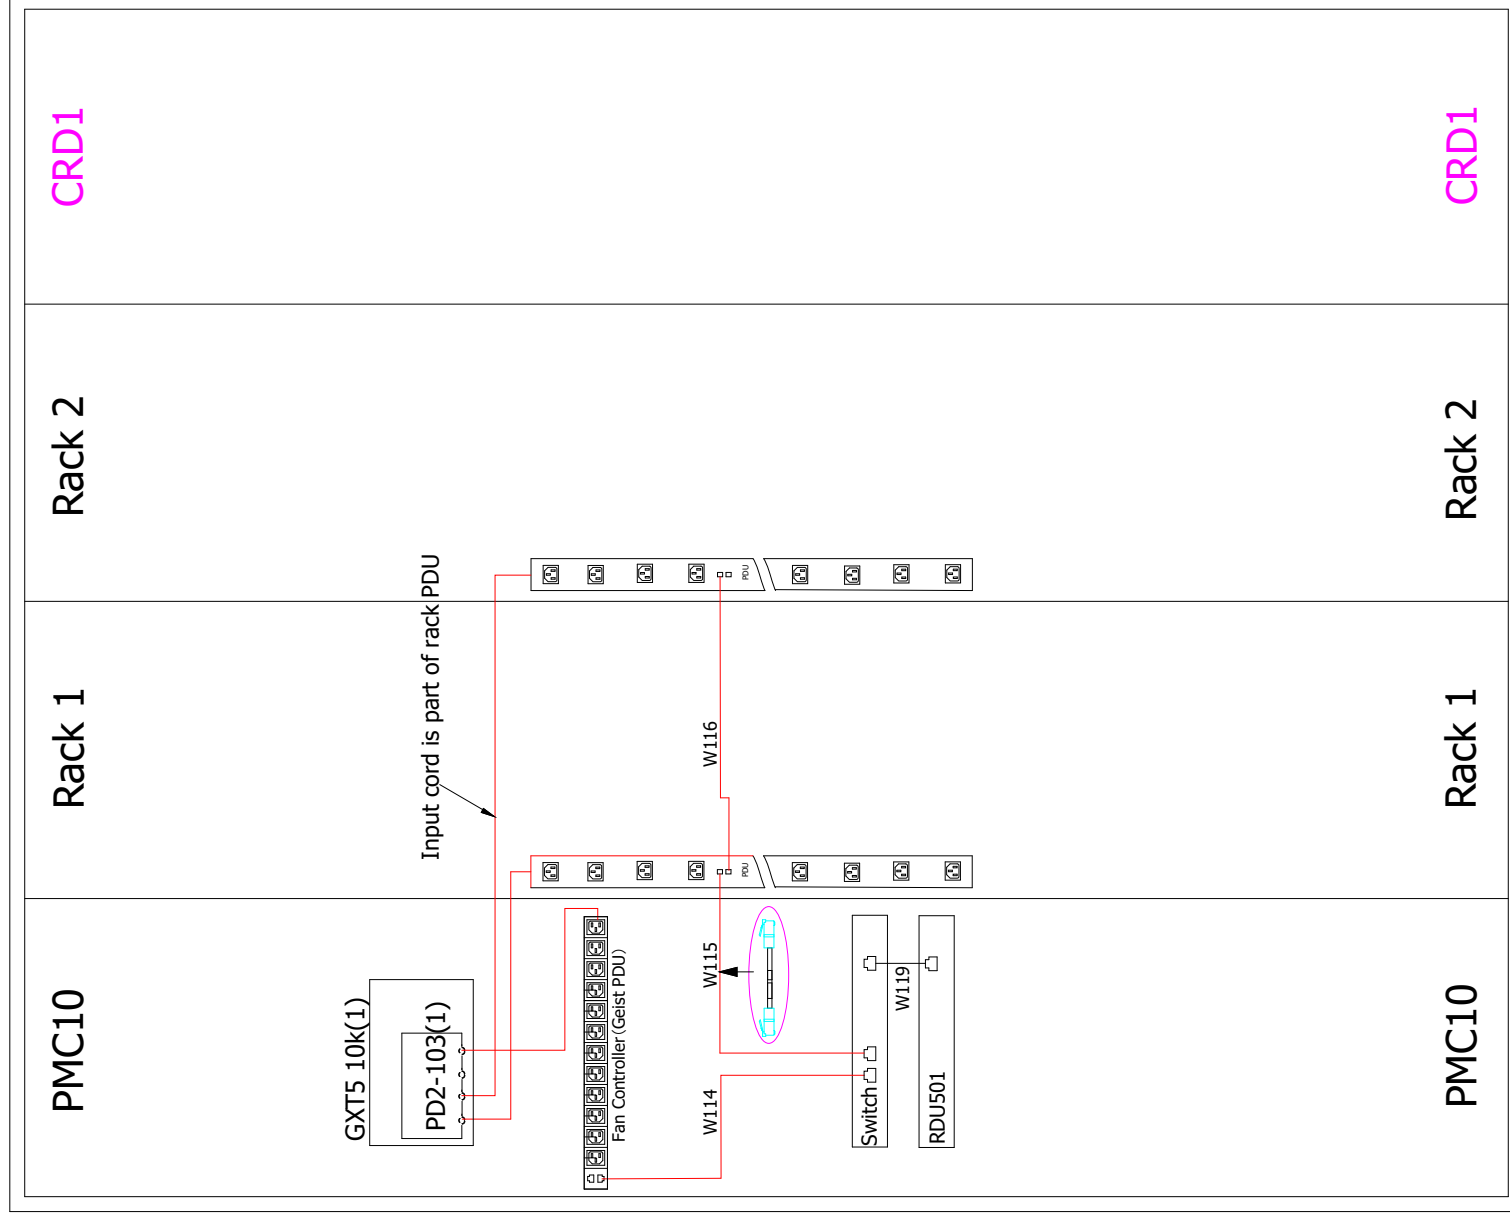 CRD1
CRD1
Rack 2
Rack 2
PDU
Input cord is part of rack PDU
Rack 1
Rack 1
W116
PDU
PMC10
PMC10
GXT5 10k(1)
PD2-103(1)
Fan Controller(Geist PDU)
W115
W114
W119
Switch
RDU501